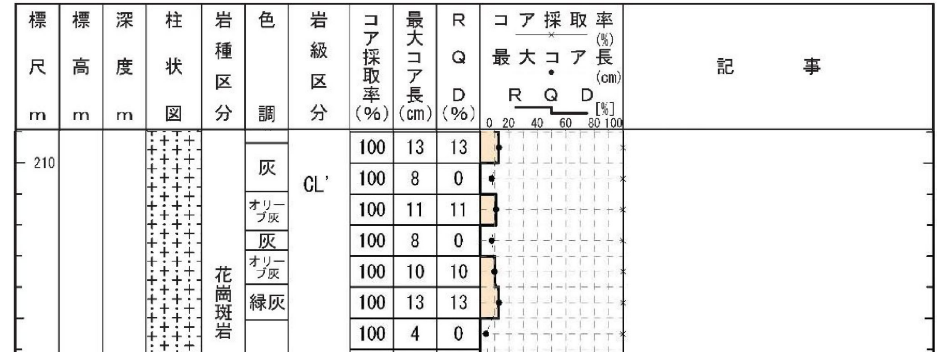 標尺m
標高m
深度m
柱状図
岩種区分
色調
岩級区分
コア採取率(%)
最大コア長(cm)
RQD(%)
コア採取率(%)
最大コア長(cm)
RQD[%]
0 20 40 60 80 100
記事
210
花崗斑岩
灰
オリーブ灰
灰
オリーブ灰
緑灰
CL'
100 13 13
100 8 0
100 11 11
100 8 0
100 10 10
100 13 13
100 4 0